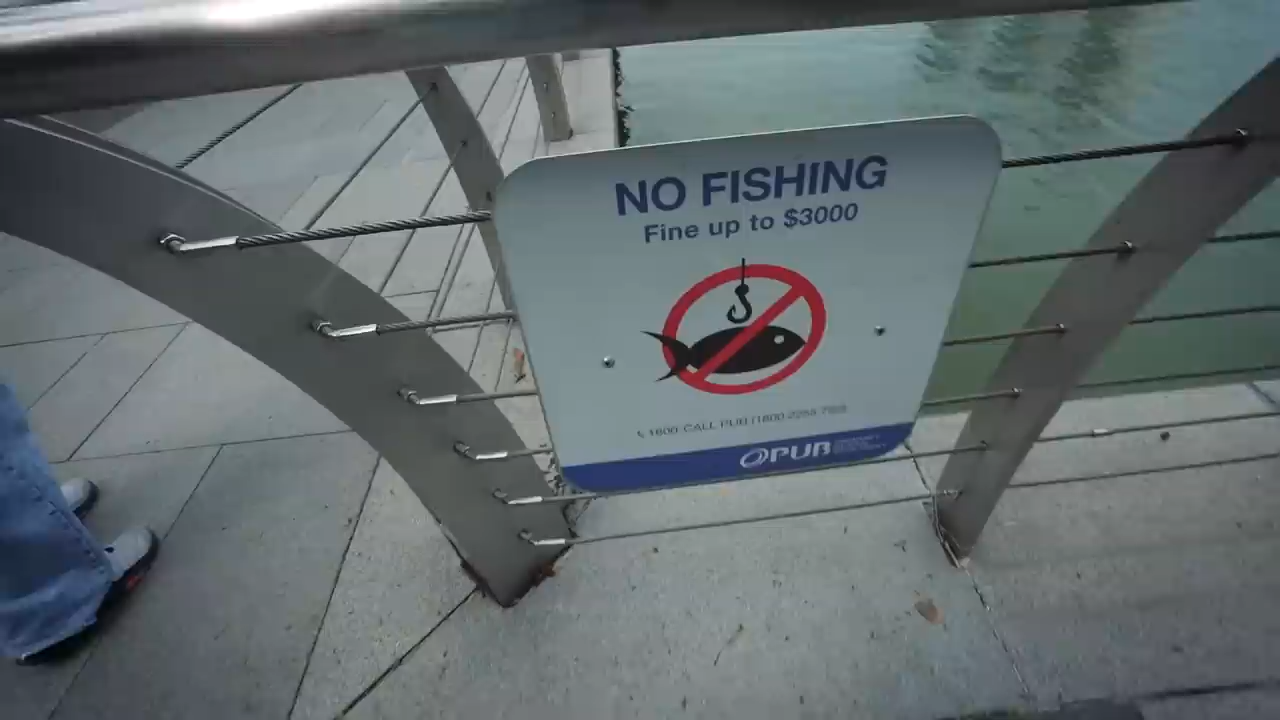 NO FISHING
Fine up to $3000
1800-CALL PUB (1800-2255-782)
PUB